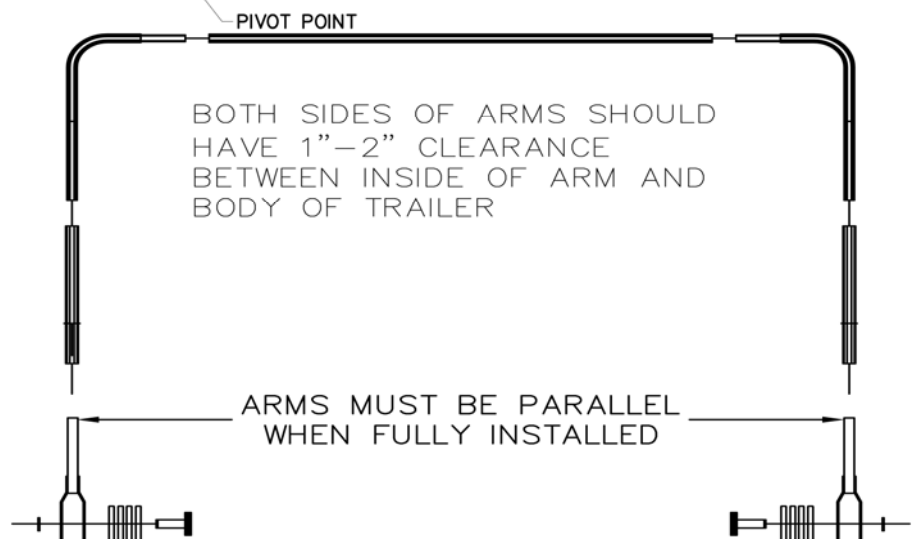 PIVOT POINT
BOTH SIDES OF ARMS SHOULD
HAVE 1"-2" CLEARANCE
BETWEEN INSIDE OF ARM AND
BODY OF TRAILER
ARMS MUST BE PARALLEL
WHEN FULLY INSTALLED